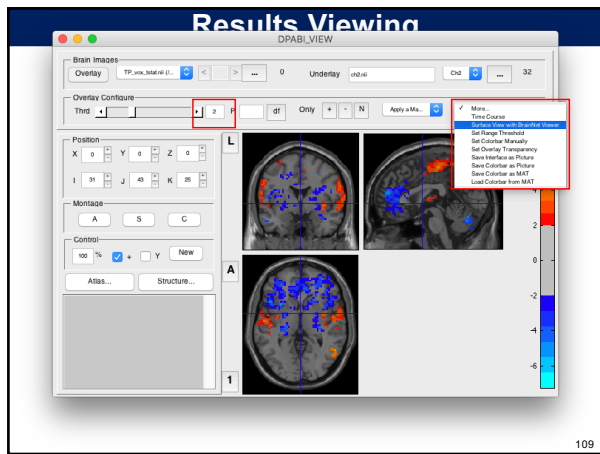 Results Viewing
DPABI_VIEW
Brain Images
Overlay TP_vox_tstat.nii (/... < > ... 0 Underlay ch2.nii Ch2 ... 32
Overlay Configure
Thrd 2 P df Only + - N Apply a Ma...
✓ More...
Time Course
Surface View with BrainNet Viewer
Set Range Threshold
Set Colorbar Manually
Set Overlay Transparency
Save Interface as Picture
Save Colorbar as Picture
Save Colorbar as MAT
Load Colorbar from MAT
Position
X 0 Y 0 Z 0
I 31 J 43 K 25
Montage
A S C
Control
100 % + Y New
Atlas... Structure...
L
A
1
4
2
0
-2
-4
-6
109